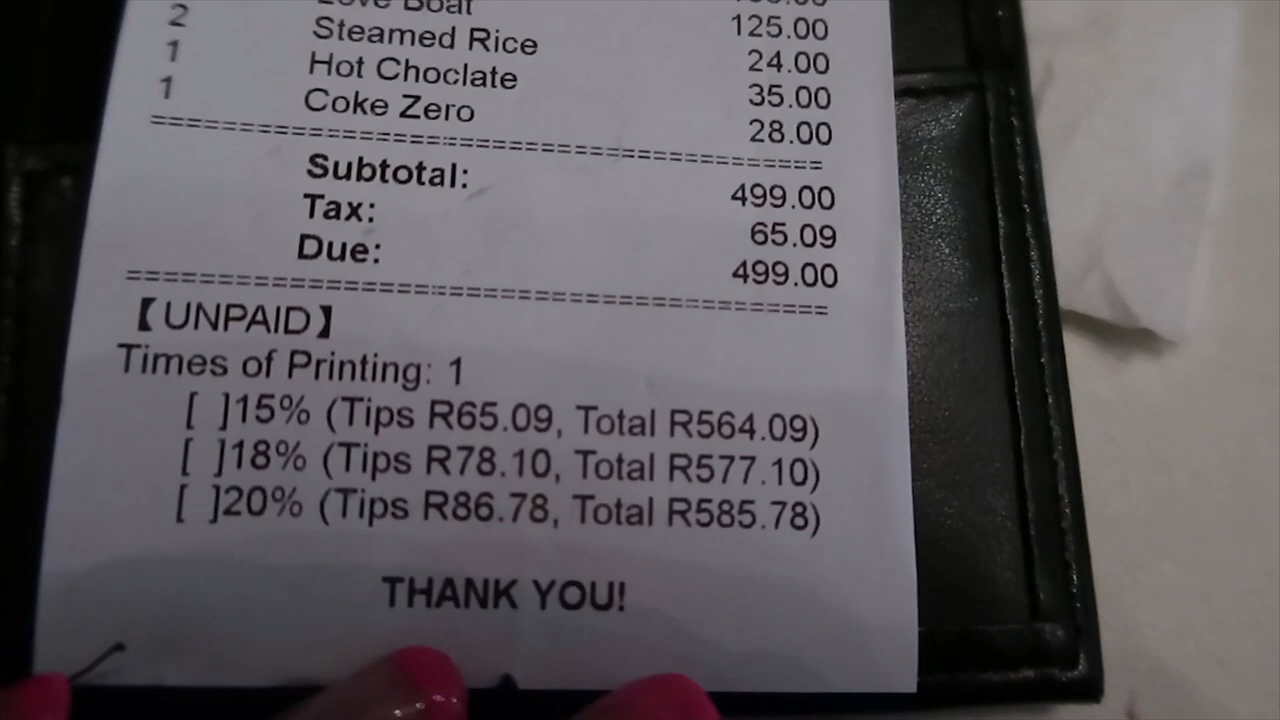 Love Boat 125.00
2 Steamed Rice 24.00
1 Hot Choclate 35.00
1 Coke Zero 28.00
========================================
Subtotal: 499.00
Tax: 65.09
Due: 499.00
========================================
【UNPAID】
Times of Printing: 1
[ ]15% (Tips R65.09, Total R564.09)
[ ]18% (Tips R78.10, Total R577.10)
[ ]20% (Tips R86.78, Total R585.78)
THANK YOU!